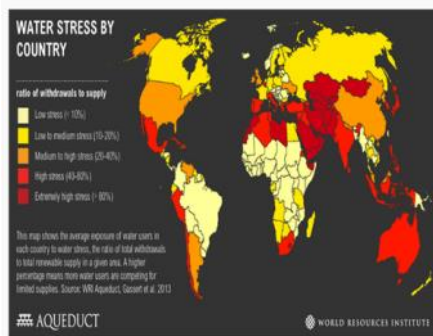 WATER STRESS BY
COUNTRY
ratio of withdrawals to supply
Low stress (< 10%)
Low to medium stress (10-20%)
Medium to high stress (20-40%)
High stress (40-80%)
Extremely high stress (> 80%)
This map shows the average exposure of water users in
each country to water stress, the ratio of total withdrawals
to total renewable supply in a given area. A higher
percentage means more water users are competing for
limited supplies. Source: WRI Aqueduct, Gassert et al. 2013
AQUEDUCT
WORLD RESOURCES INSTITUTE